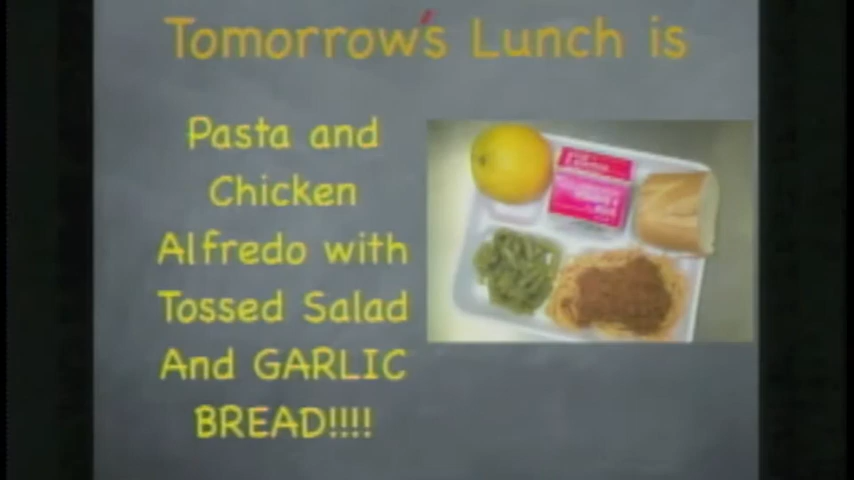 Tomorrow's Lunch is
Pasta and
Chicken
Alfredo with
Tossed Salad
And GARLIC
BREAD!!!!